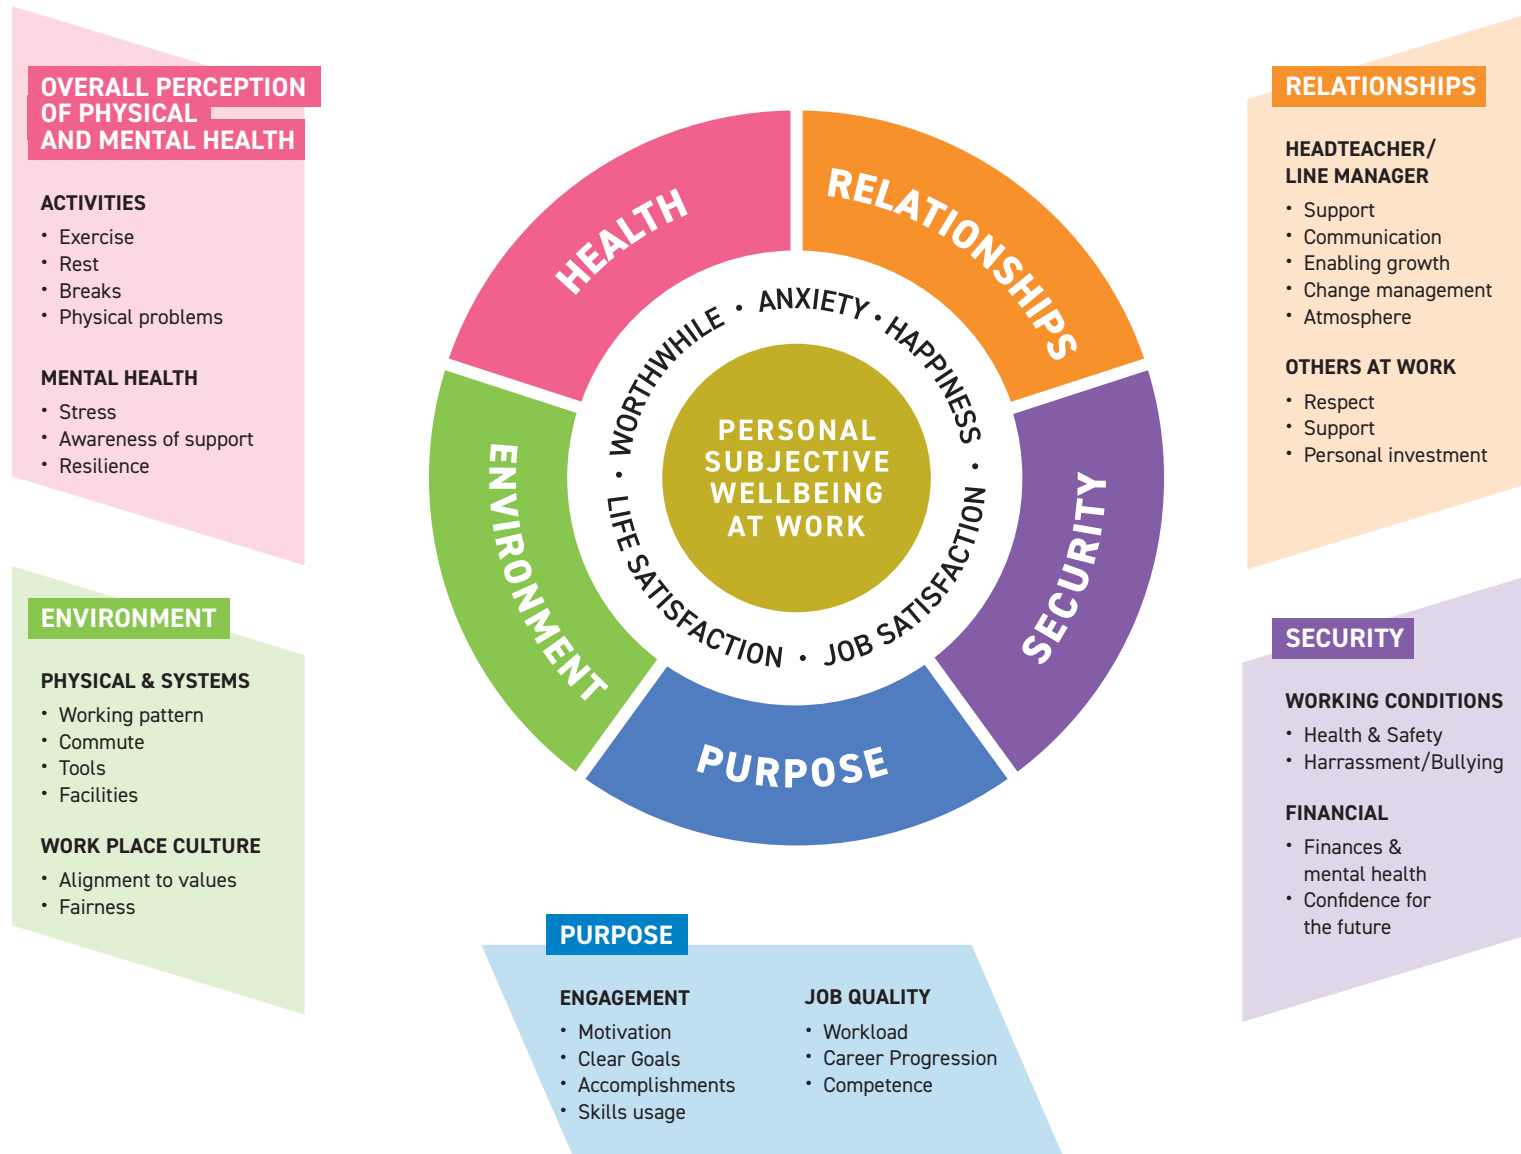 OVERALL PERCEPTION
OF PHYSICAL
AND MENTAL HEALTH
ACTIVITIES
• Exercise
• Rest
• Breaks
• Physical problems
MENTAL HEALTH
• Stress
• Awareness of support
• Resilience
ENVIRONMENT
PHYSICAL & SYSTEMS
• Working pattern
• Commute
• Tools
• Facilities
WORK PLACE CULTURE
• Alignment to values
• Fairness
HEALTH
RELATIONSHIPS
SECURITY
PURPOSE
ENVIRONMENT
• WORTHWHILE • ANXIETY • HAPPINESS • JOB SATISFACTION • LIFE SATISFACTION
PERSONAL
SUBJECTIVE
WELLBEING
AT WORK
PURPOSE
ENGAGEMENT
• Motivation
• Clear Goals
• Accomplishments
• Skills usage
JOB QUALITY
• Workload
• Career Progression
• Competence
RELATIONSHIPS
HEADTEACHER/
LINE MANAGER
• Support
• Communication
• Enabling growth
• Change management
• Atmosphere
OTHERS AT WORK
• Respect
• Support
• Personal investment
SECURITY
WORKING CONDITIONS
• Health & Safety
• Harrassment/Bullying
FINANCIAL
• Finances &
mental health
• Confidence for
the future